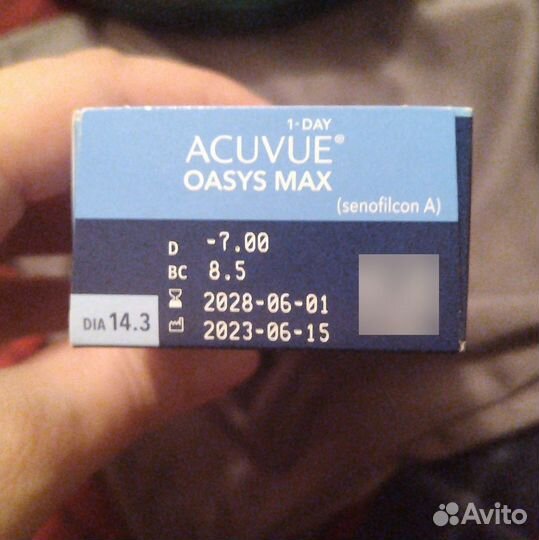 1-DAY
ACUVUE®
OASYS MAX
(senofilcon A)
D -7.00
BC 8.5
2028-06-01
DIA 14.3
2023-06-15
Avito